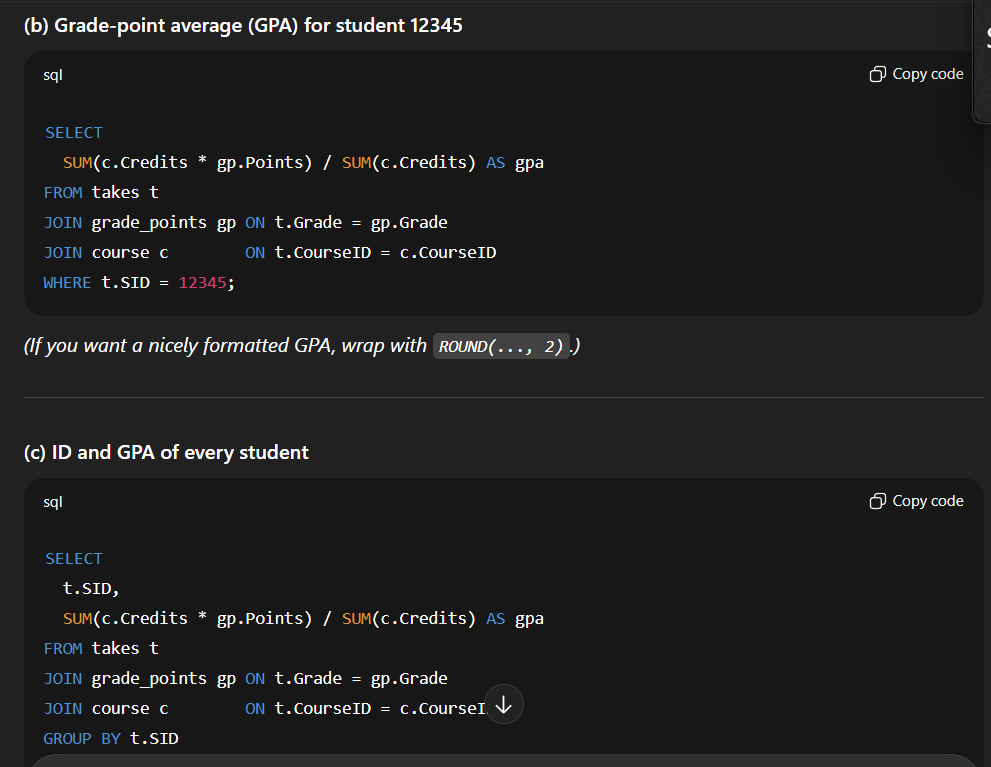 (b) Grade-point average (GPA) for student 12345
sql
Copy code
SELECT
SUM(c.Credits * gp.Points) / SUM(c.Credits) AS gpa
FROM takes t
JOIN grade_points gp ON t.Grade = gp.Grade
JOIN course c        ON t.CourseID = c.CourseID
WHERE t.SID = 12345;
(If you want a nicely formatted GPA, wrap with ROUND(..., 2).)
(c) ID and GPA of every student
sql
Copy code
SELECT
t.SID,
SUM(c.Credits * gp.Points) / SUM(c.Credits) AS gpa
FROM takes t
JOIN grade_points gp ON t.Grade = gp.Grade
JOIN course c        ON t.CourseID = c.CourseI
GROUP BY t.SID